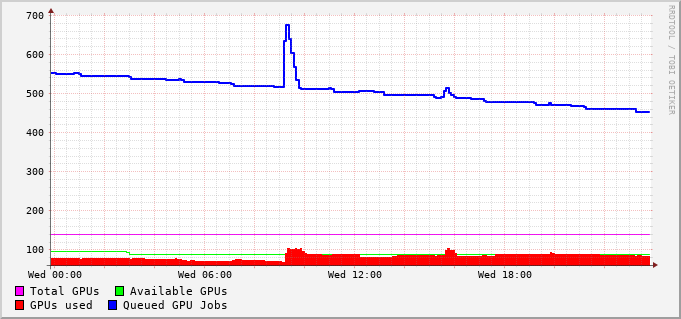 700
600
500
400
300
200
100
Wed 00:00 Wed 06:00 Wed 12:00 Wed 18:00
Total GPUs Available GPUs
GPUs used Queued GPU Jobs
RRDTOOL / TOBI OETIKER